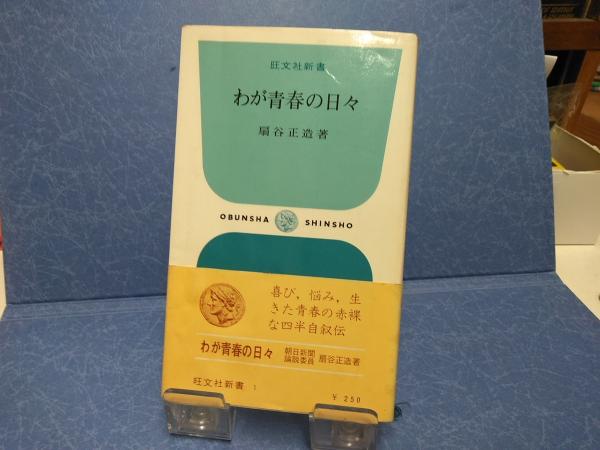 旺文社新書
わが青春の日々
扇谷正造著
OBUNSHA SHINSHO
喜び，悩み，生
きた青春の赤裸
な四半自叙伝
わが青春の日々 朝日新聞論説委員 扇谷正造著
旺文社新書 1
￥ 250